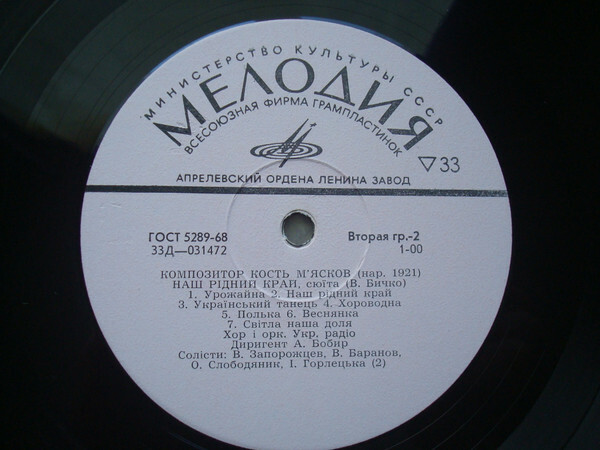 МИНИСТЕРСТВО КУЛЬТУРЫ СССР
МЕЛОДИЯ
ВСЕСОЮЗНАЯ ФИРМА ГРАМПЛАСТИНОК
▽33
АПРЕЛЕВСКИЙ ОРДЕНА ЛЕНИНА ЗАВОД
ГОСТ 5289-68 Вторая гр.-2
33Д—031472 1-00
КОМПОЗИТОР КОСТЬ М'ЯСКОВ (нар. 1921)
НАШ РІДНИЙ КРАЙ, сюїта (В. Бичко)
1. Урожайна 2. Наш рідний край
3. Український танець 4. Хороводна
5. Полька 6. Веснянка
7. Світла наша доля
Хор і орк. Укр. радіо
Диригент А. Бобир
Солісти: В. Запорожцев, В. Баранов,
О. Слободяник, І. Горлецька (2)